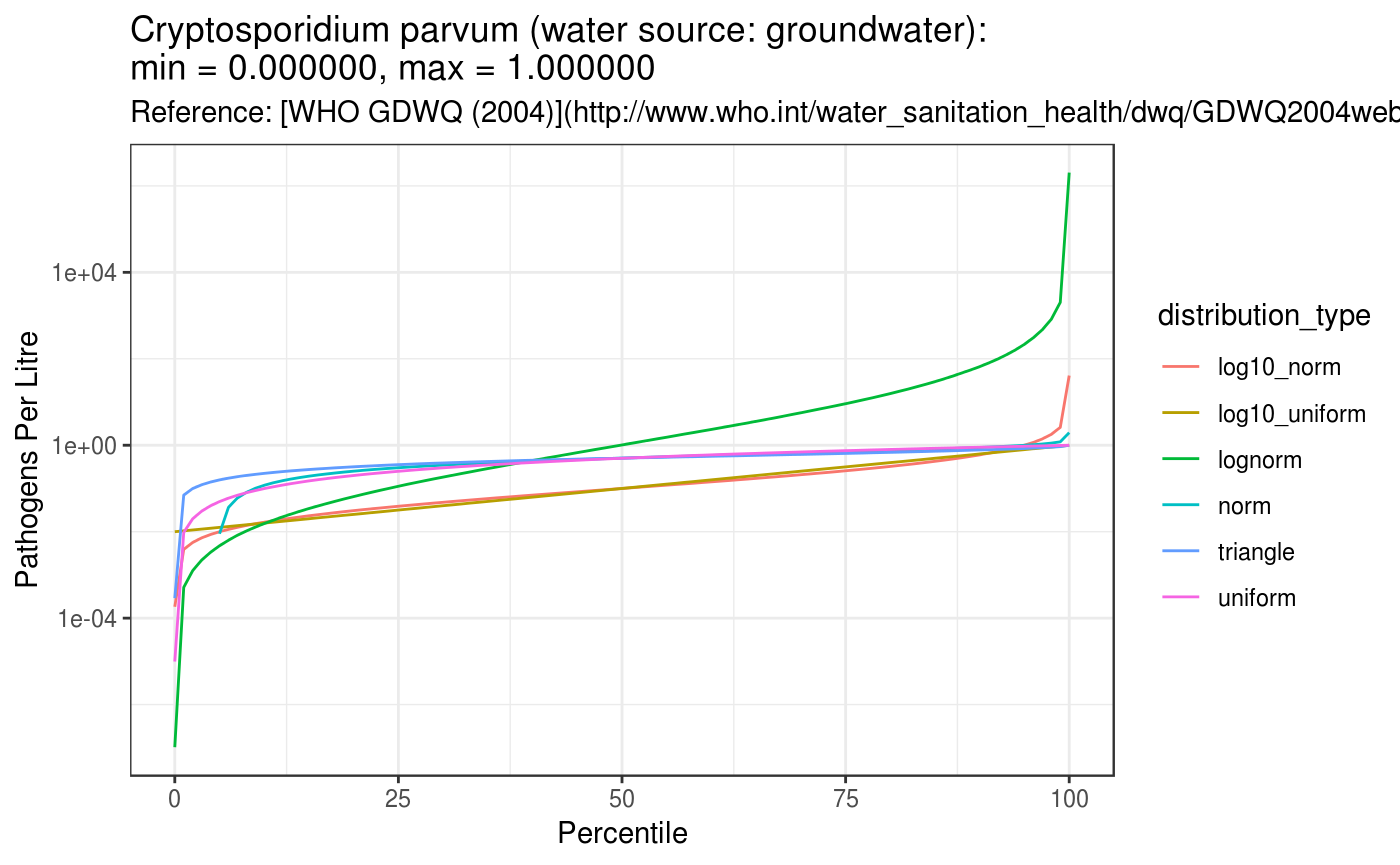 Cryptosporidium parvum (water source: groundwater):
min = 0.000000, max = 1.000000
Reference: [WHO GDWQ (2004)](http://www.who.int/water_sanitation_health/dwq/GDWQ2004web
Pathogens Per Litre
1e+04
1e+00
1e-04
0 25 50 75 100
Percentile
distribution_type
log10_norm
log10_uniform
lognorm
norm
triangle
uniform